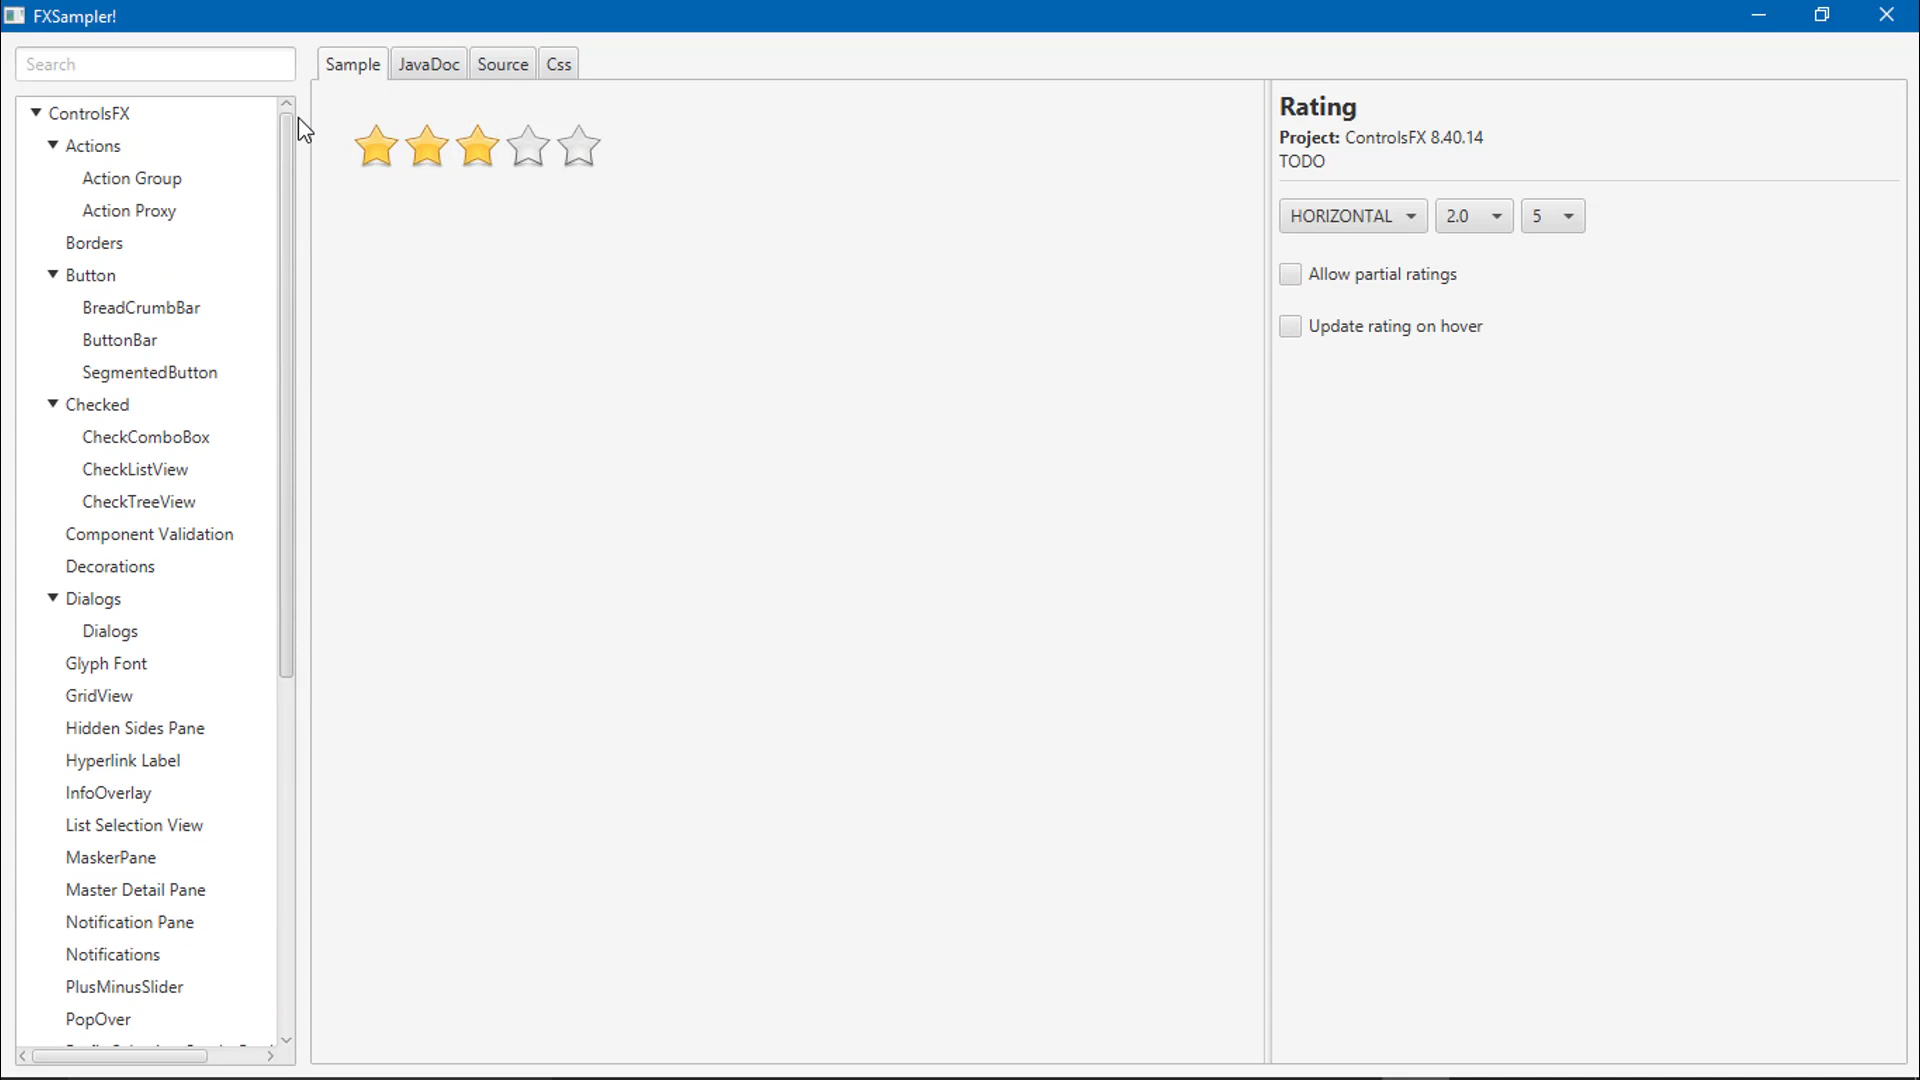 FXSampler!
Search
ControlsFX
Actions
Action Group
Action Proxy
Borders
Button
BreadCrumbBar
ButtonBar
SegmentedButton
Checked
CheckComboBox
CheckListView
CheckTreeView
Component Validation
Decorations
Dialogs
Dialogs
Glyph Font
GridView
Hidden Sides Pane
Hyperlink Label
InfoOverlay
List Selection View
MaskerPane
Master Detail Pane
Notification Pane
Notifications
PlusMinusSlider
PopOver
Sample JavaDoc Source Css
Rating
Project: ControlsFX 8.40.14
TODO
HORIZONTAL 2.0 5
Allow partial ratings
Update rating on hover